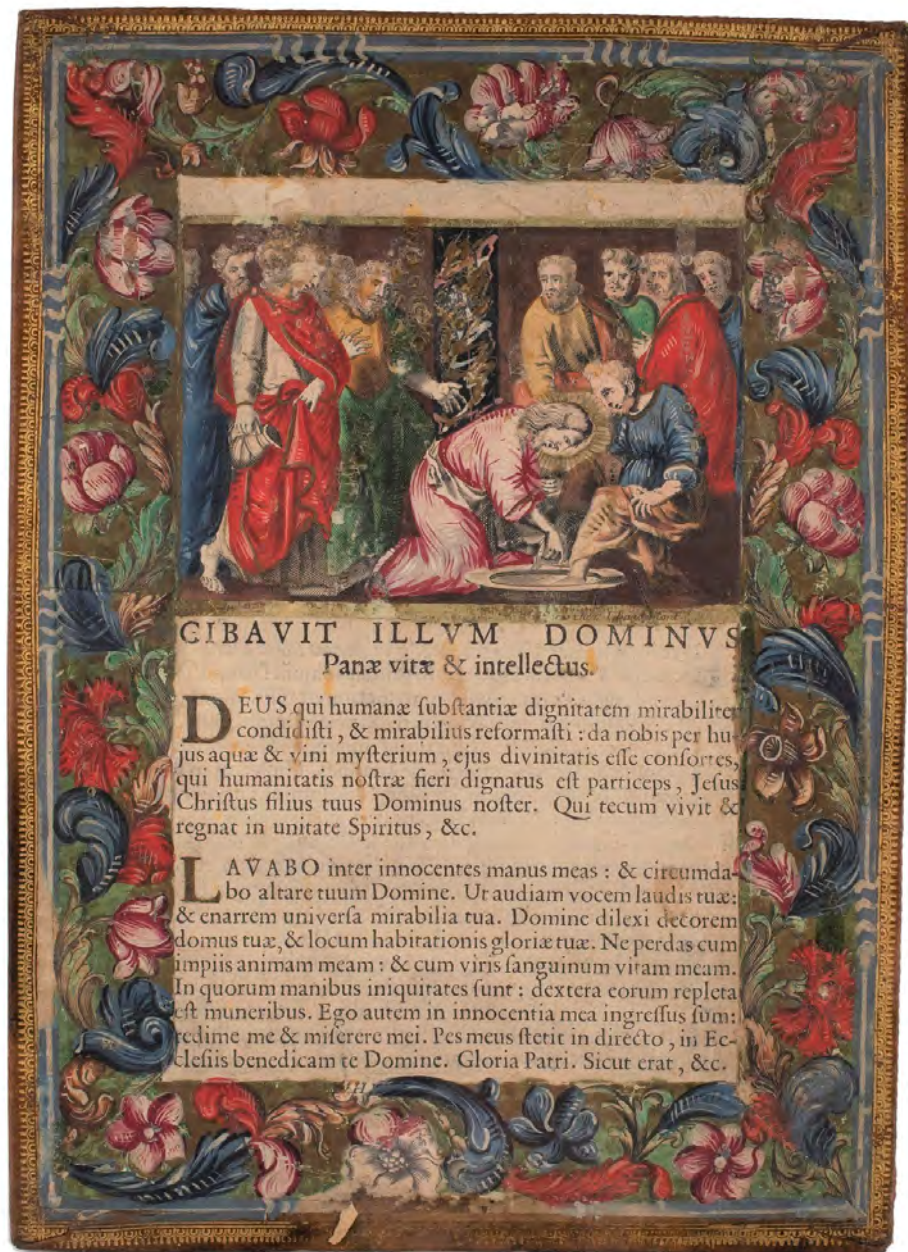 CIBAVIT ILLVM DOMINVS
Panæ vitæ & intellectus.
DEUS qui humanæ ſubſtantiæ dignitatem mirabiliter
condidiſti, & mirabilius reformaſti : da nobis per hu-
jus aquæ & vini myſterium, ejus divinitatis eſſe conſortes,
qui humanitatis noſtræ fieri dignatus eſt particeps, Jeſus
Chriſtus filius tuus Dominus noſter. Qui tecum vivit &
regnat in unitate Spiritus, &c.
LAVABO inter innocentes manus meas : & circumda-
bo altare tuum Domine. Ut audiam vocem laudis tuæ:
& enarrem univerſa mirabilia tua. Domine dilexi decorem
domus tuæ, & locum habitationis gloriæ tuæ. Ne perdas cum
impiis animam meam : & cum viris ſanguinum vitam meam.
In quorum manibus iniquitates ſunt : dextera eorum repleta
eſt muneribus. Ego autem in innocentia mea ingreſſus ſum:
redime me & miſerere mei. Pes meus ſtetit in directo, in Ec-
cleſiis benedicam te Domine. Gloria Patri. Sicut erat, &c.